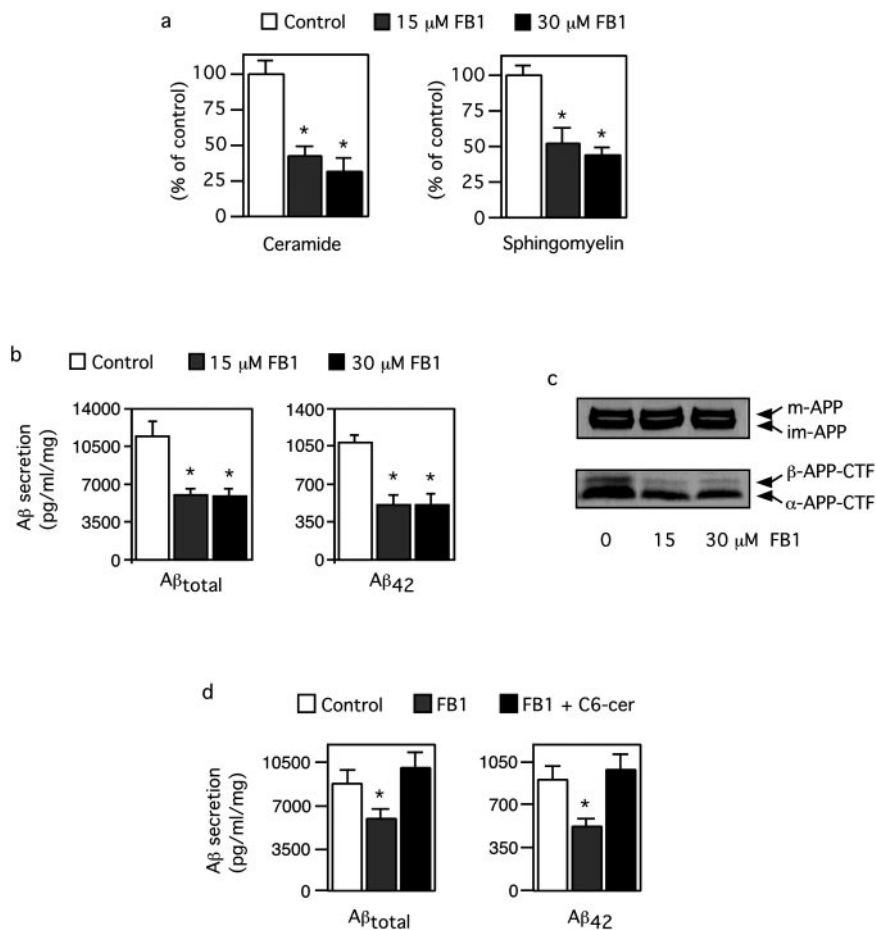 a
Control 15 μM FB1 30 μM FB1
100
75
50
25
0
(% of control)
Ceramide
100
75
50
25
0
(% of control)
Sphingomyelin
b
Control 15 μM FB1 30 μM FB1
Aβ secretion
(pg/ml/mg)
14000
10500
7000
3500
0
Aβtotal
1400
1050
700
350
0
Aβ42
c
m-APP
im-APP
β-APP-CTF
α-APP-CTF
0 15 30 μM FB1
d
Control FB1 FB1 + C6-cer
Aβ secretion
(pg/ml/mg)
10500
7000
3500
0
Aβtotal
1050
700
350
0
Aβ42
* *
* *
* *
* *
*
*